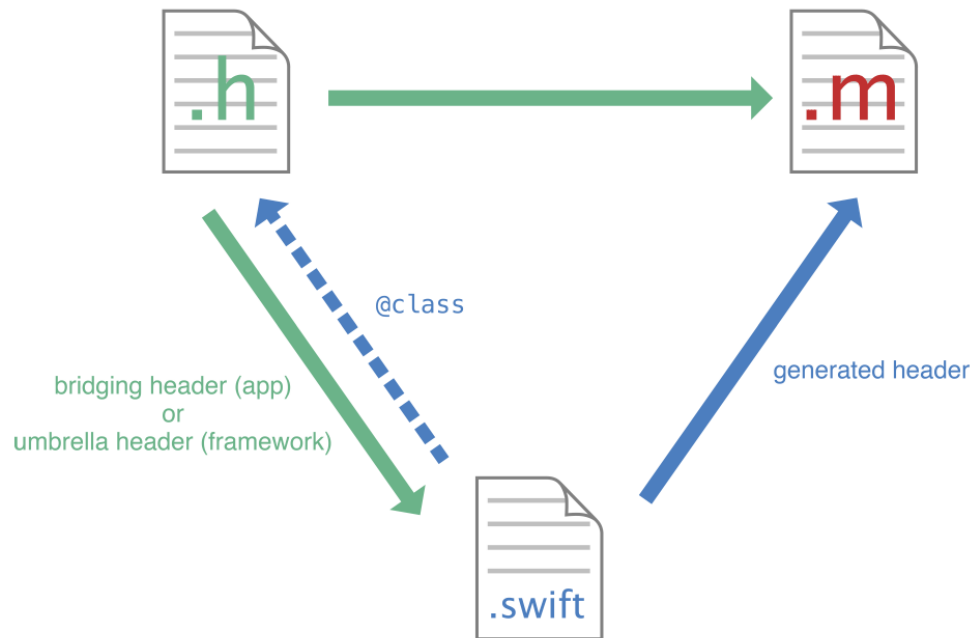 .h
.m
@class
generated header
bridging header (app)
or
umbrella header (framework)
.swift